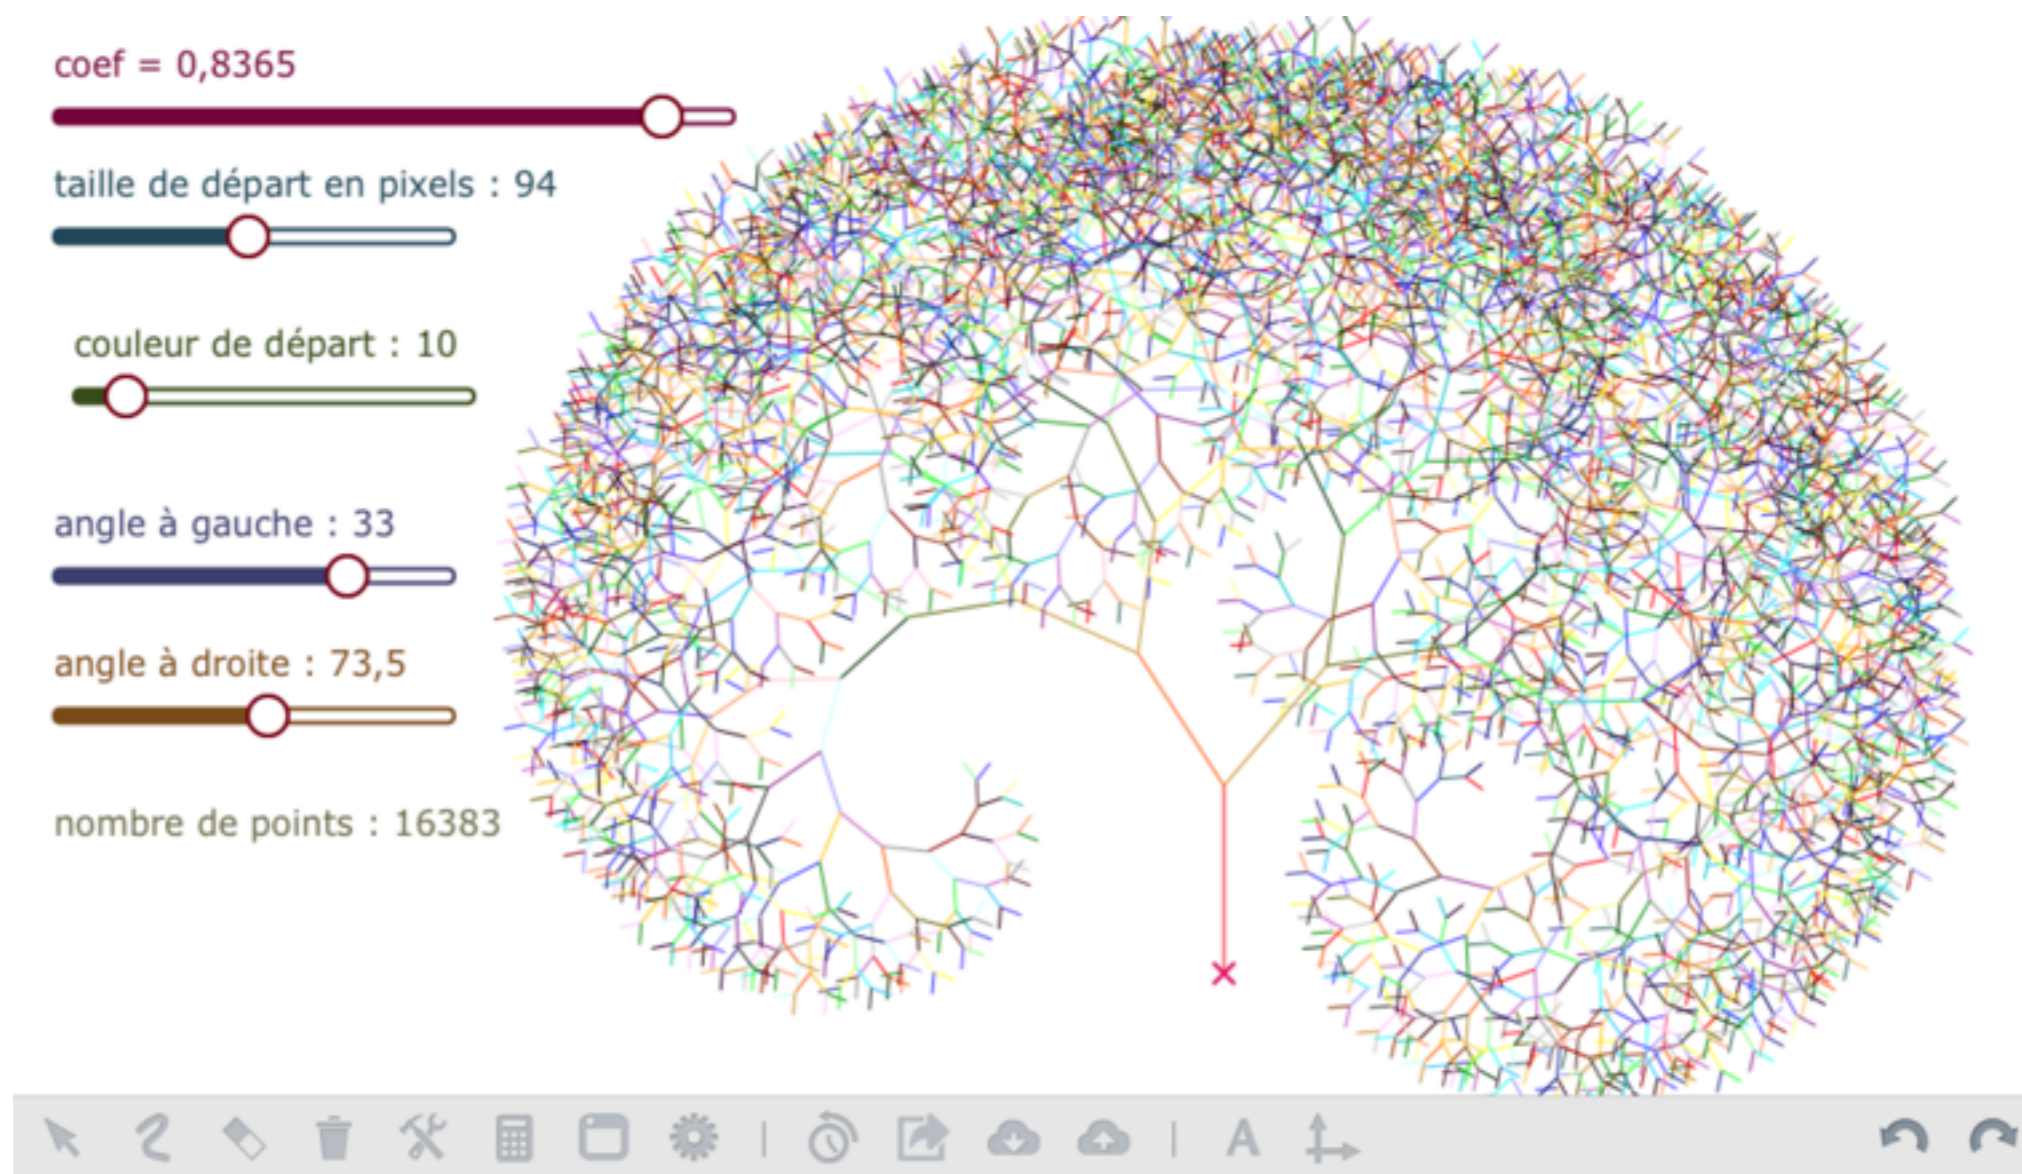 coef = 0,8365
taille de départ en pixels : 94
couleur de départ : 10
angle à gauche : 33
angle à droite : 73,5
nombre de points : 16383
A